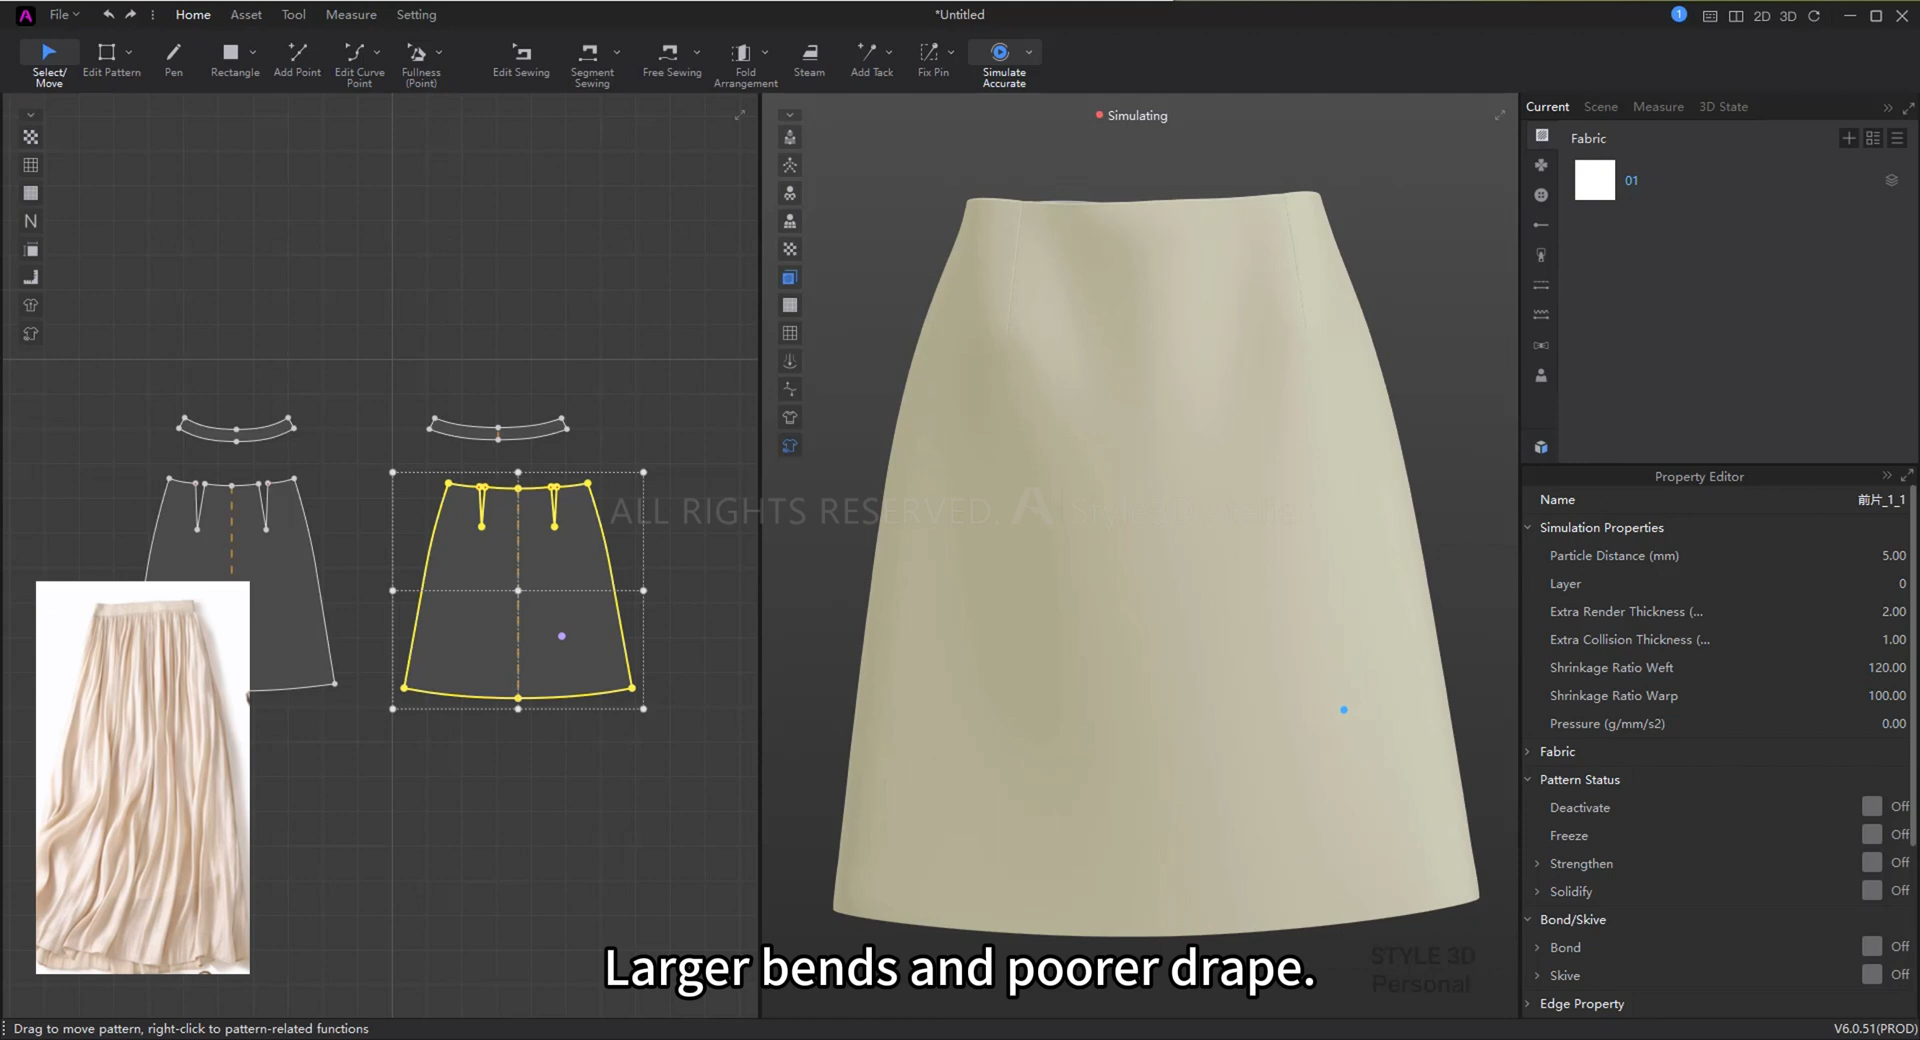 File
Home
Asset
Tool
Measure
Setting
*Untitled
1
2D
3D
Select/
Move
Edit Pattern
Pen
Rectangle
Add Point
Edit Curve
Point
Fullness
(Point)
Edit Sewing
Segment
Sewing
Free Sewing
Fold
Arrangement
Steam
Add Tack
Fix Pin
Simulate
Accurate
Simulating
N
ALL RIGHTS RESERVED.
Current
Scene
Measure
3D State
Fabric
01
Property Editor
Name 前片_1_1
Simulation Properties
Particle Distance (mm) 5.00
Layer 0
Extra Render Thickness (... 2.00
Extra Collision Thickness (... 1.00
Shrinkage Ratio Weft 120.00
Shrinkage Ratio Warp 100.00
Pressure (g/mm/s2) 0.00
Fabric
Pattern Status
Deactivate Off
Freeze Off
Strengthen Off
Solidify Off
Bond/Skive
Bond Off
Skive Off
Edge Property
Larger bends and poorer drape.
STYLE 3D
Personal
Drag to move pattern, right-click to pattern-related functions
V6.0.51(PROD)